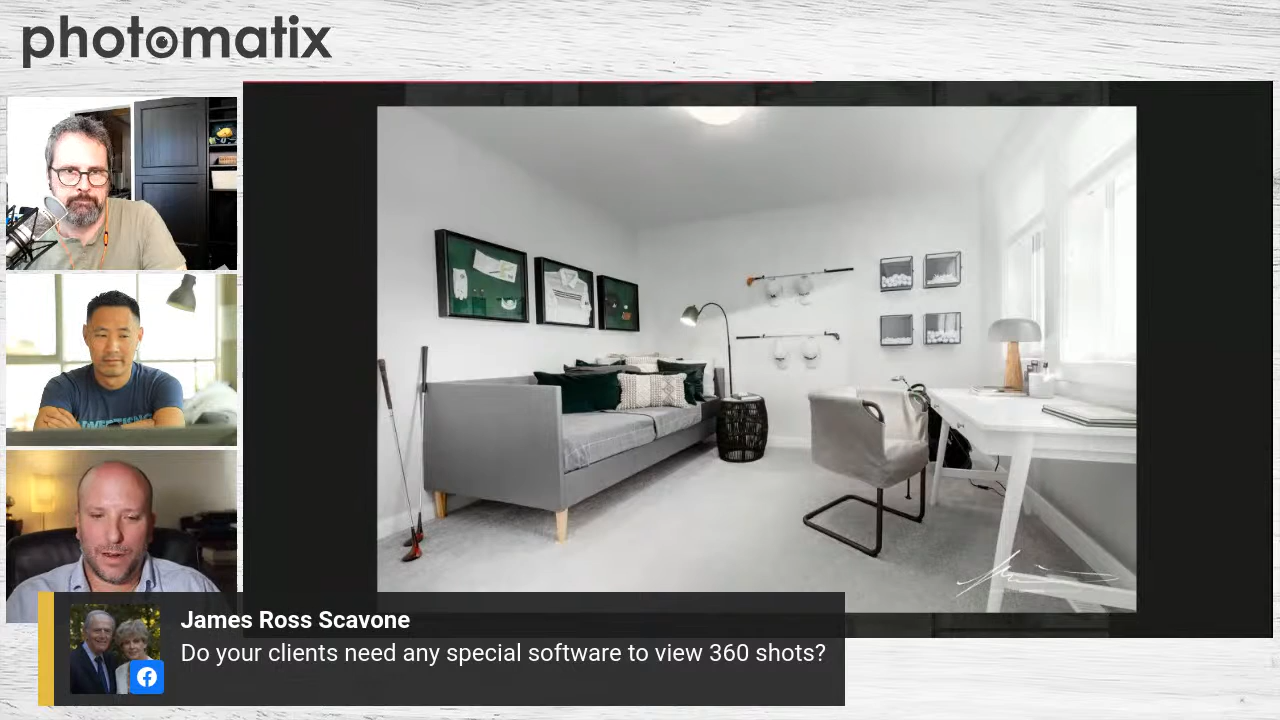 photomatix
James Ross Scavone
Do your clients need any special software to view 360 shots?